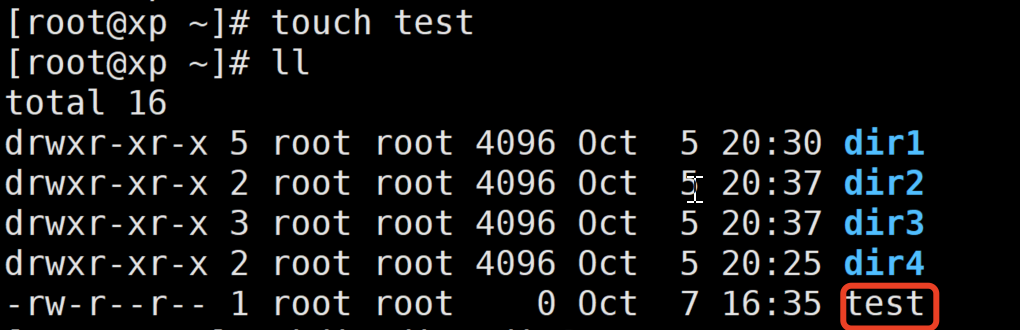 [root@xp ~]# touch test
[root@xp ~]# ll
total 16
drwxr-xr-x 5 root root 4096 Oct  5 20:30 dir1
drwxr-xr-x 2 root root 4096 Oct  5 20:37 dir2
drwxr-xr-x 3 root root 4096 Oct  5 20:37 dir3
drwxr-xr-x 2 root root 4096 Oct  5 20:25 dir4
-rw-r--r-- 1 root root    0 Oct  7 16:35 test